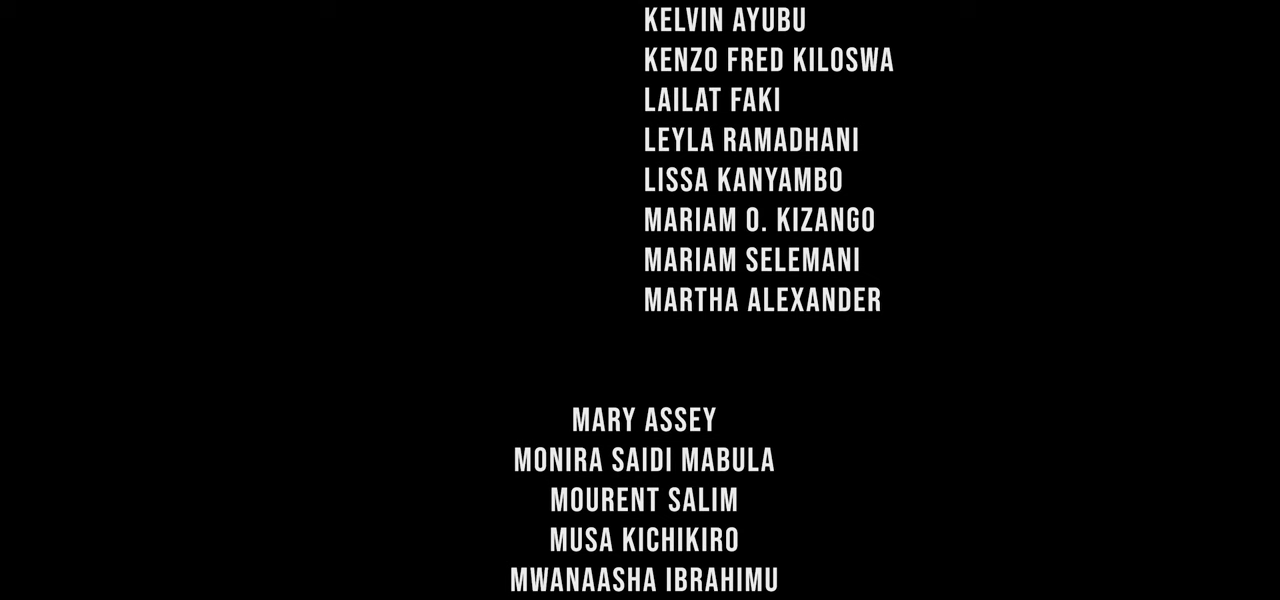 KELVIN AYUBU
KENZO FRED KILOSWA
LAILAT FAKI
LEYLA RAMADHANI
LISSA KANYAMBO
MARIAM O. KIZANGO
MARIAM SELEMANI
MARTHA ALEXANDER
MARY ASSEY
MONIRA SAIDI MABULA
MOURENT SALIM
MUSA KICHIKIRO
MWANAASHA IBRAHIMU